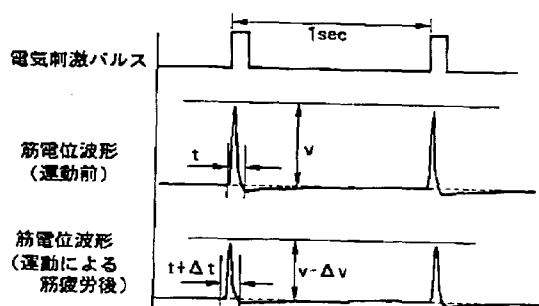 1sec
電気刺激パルス
筋電位波形
(運動前)
t
v
筋電位波形
(運動による
筋疲労後)
t+Δt
v-Δv